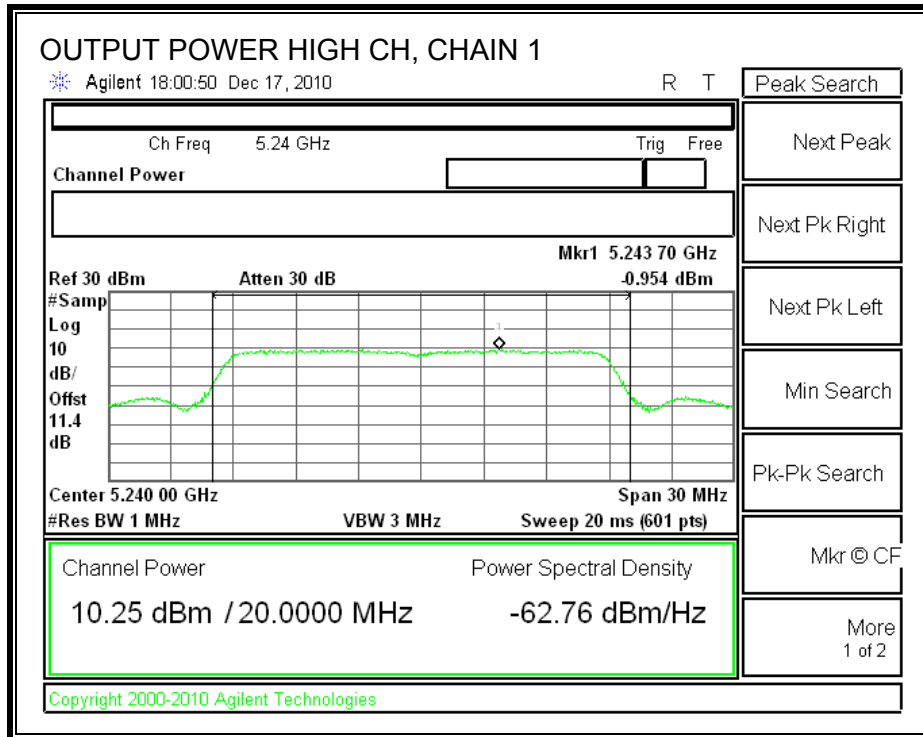 OUTPUT POWER HIGH CH, CHAIN 1
Agilent 18:00:50 Dec 17, 2010 R T
Peak Search
Ch Freq 5.24 GHz Trig Free
Channel Power
Next Peak
Next Pk Right
Mkr1 5.243 70 GHz
Ref 30 dBm Atten 30 dB -0.954 dBm
#Samp
Log
10
dB/
Offst
11.4
dB
1
Next Pk Left
Min Search
Pk-Pk Search
Center 5.240 00 GHz Span 30 MHz
#Res BW 1 MHz VBW 3 MHz Sweep 20 ms (601 pts)
Channel Power Power Spectral Density
10.25 dBm / 20.0000 MHz -62.76 dBm/Hz
Mkr © CF
More
1 of 2
Copyright 2000-2010 Agilent Technologies